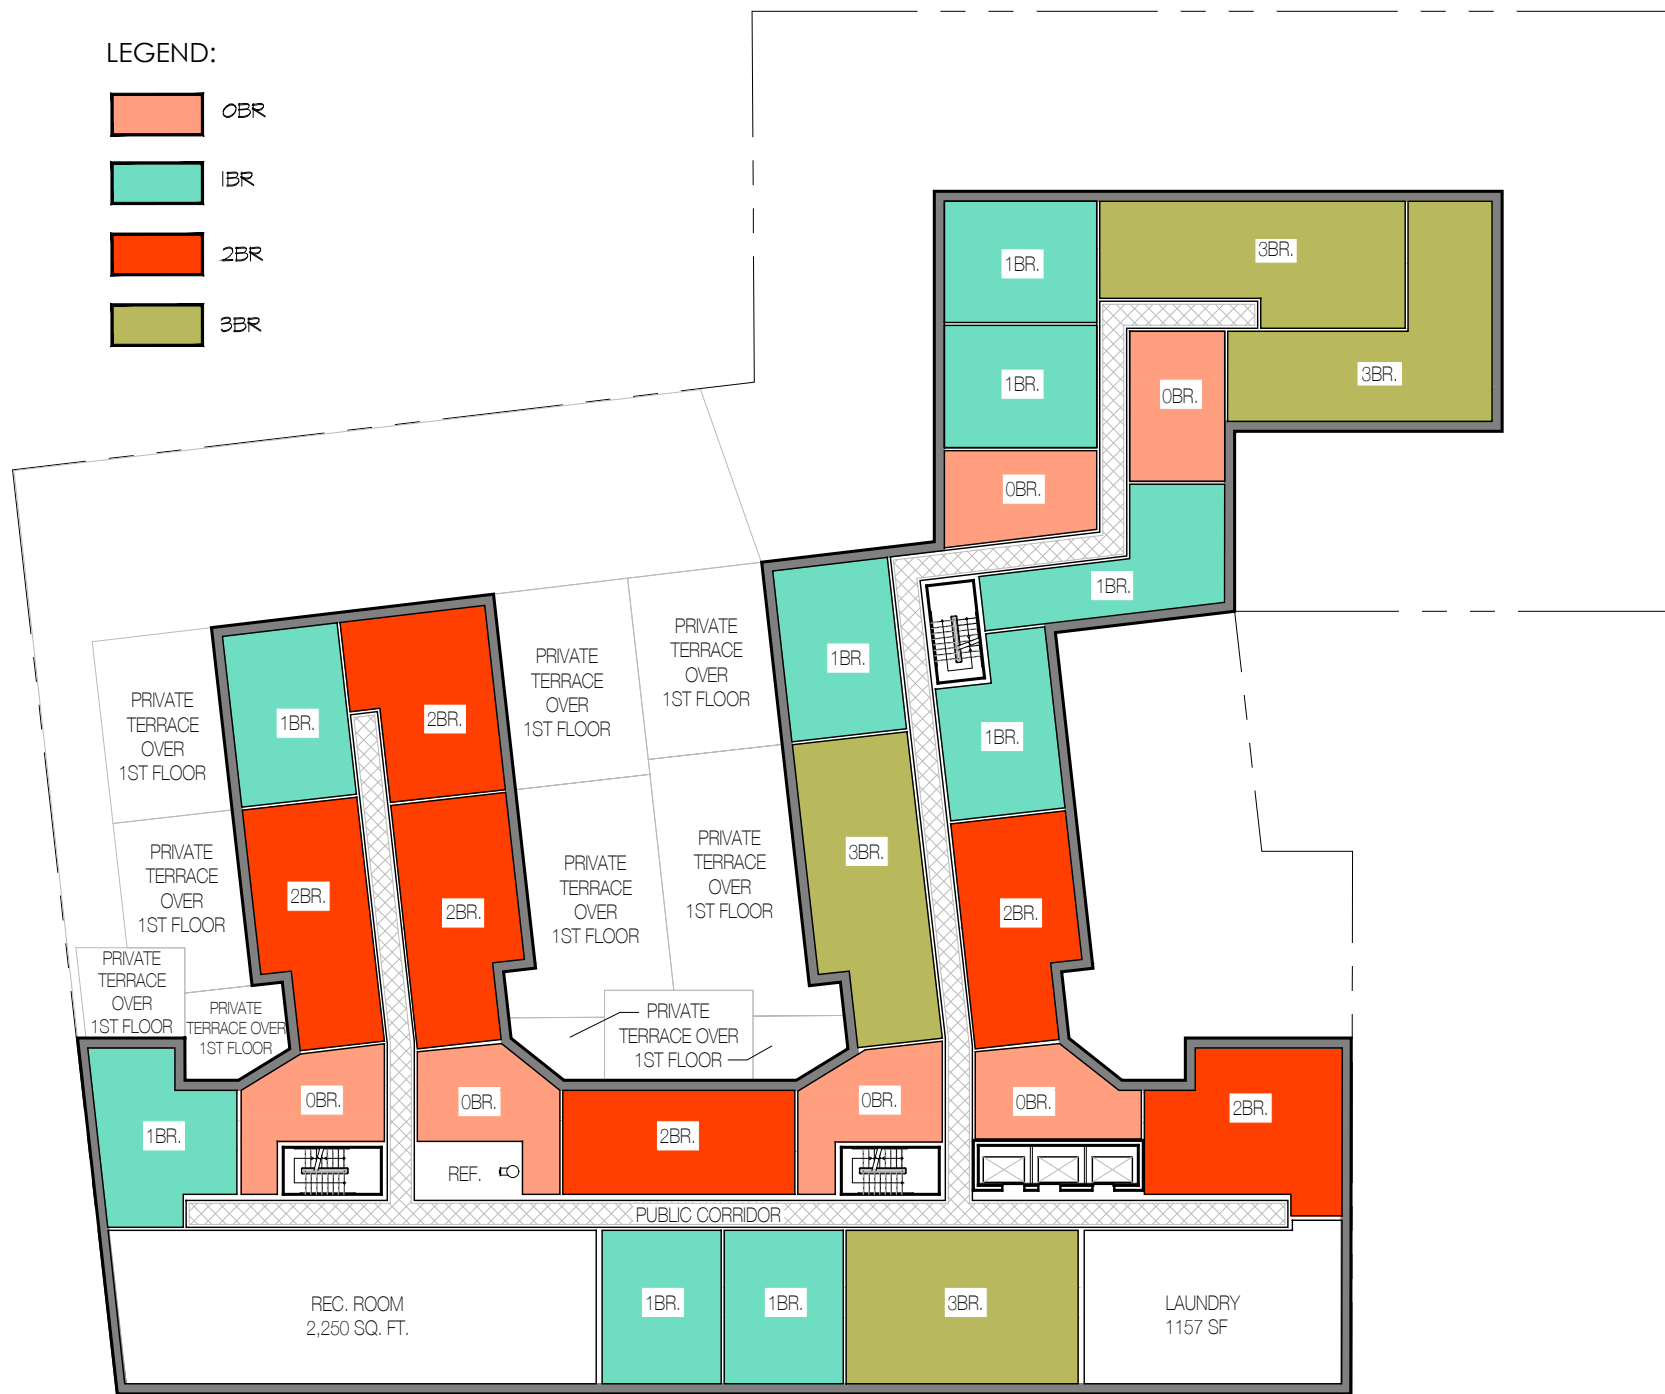 LEGEND:
0BR
1BR
2BR
3BR
1BR.
3BR.
1BR.
3BR.
0BR.
0BR.
1BR.
1BR.
1BR.
1BR.
2BR.
1BR.
2BR.
3BR.
2BR.
2BR.
2BR.
PRIVATE
TERRACE
OVER
1ST FLOOR
PRIVATE
TERRACE
OVER
1ST FLOOR
PRIVATE
TERRACE
OVER
1ST FLOOR
PRIVATE
TERRACE
OVER
1ST FLOOR
PRIVATE
TERRACE
OVER
1ST FLOOR
PRIVATE
TERRACE
OVER
1ST FLOOR
PRIVATE
TERRACE
OVER
1ST FLOOR
PRIVATE
TERRACE OVER
1ST FLOOR
PRIVATE
TERRACE OVER
1ST FLOOR
1BR.
0BR.
0BR.
2BR.
0BR.
0BR.
REF.
PUBLIC CORRIDOR
REC. ROOM
2,250 SQ. FT.
1BR.
1BR.
3BR.
LAUNDRY
1157 SF